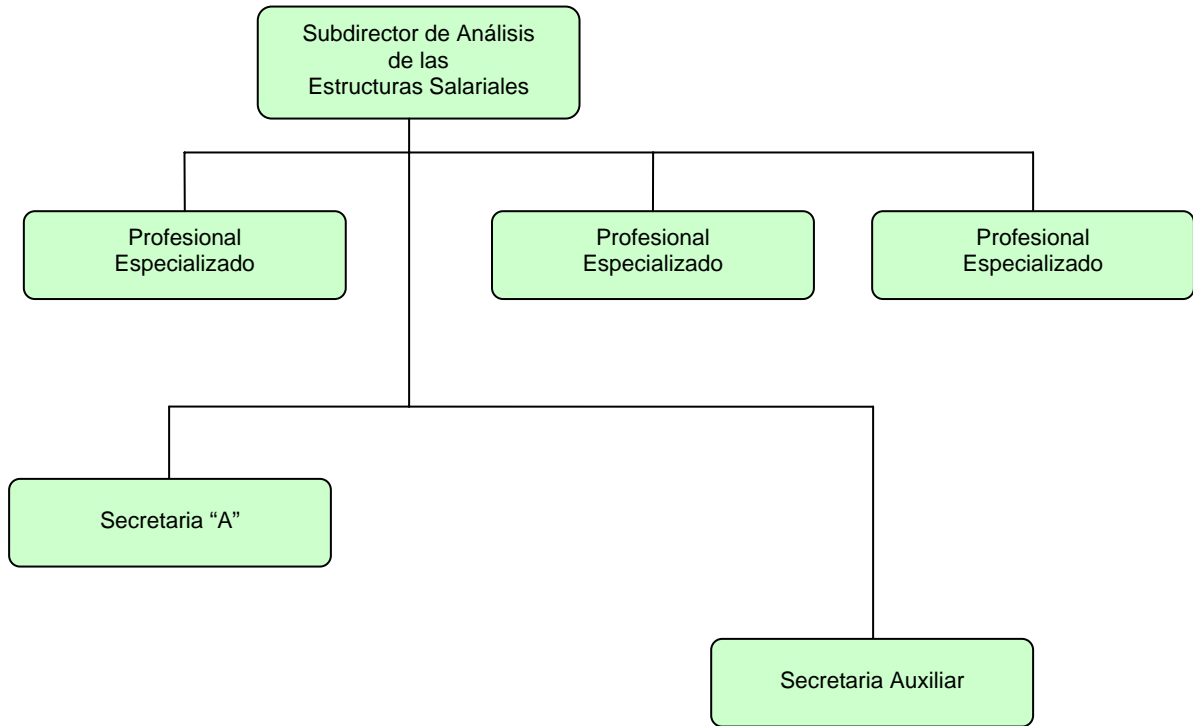 Subdirector de Análisis
de las
Estructuras Salariales
Profesional
Especializado
Profesional
Especializado
Profesional
Especializado
Secretaria “A”
Secretaria Auxiliar